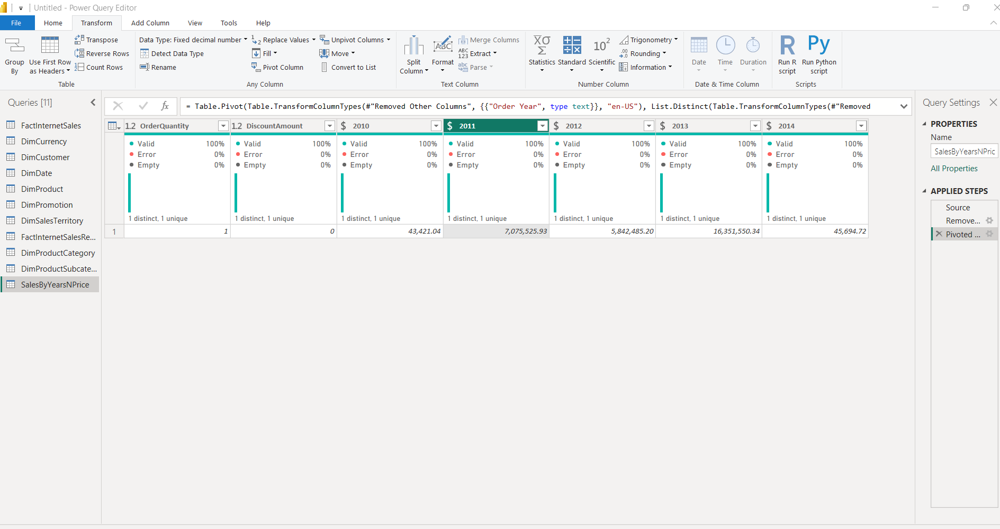 Untitled - Power Query Editor
File Home Transform Add Column View Tools Help
Group By
Use First Row as Headers
Transpose
Reverse Rows
Count Rows
Table
Data Type: Fixed decimal number
Detect Data Type
Rename
Replace Values
Fill
Pivot Column
Unpivot Columns
Move
Convert to List
Any Column
Split Column
Format
Merge Columns
Extract
Parse
Text Column
Statistics
Standard
Scientific
Trigonometry
Rounding
Information
Number Column
Date
Time
Duration
Date & Time Column
R
Run R script
Py
Run Python script
Scripts
Queries [11]
FactInternetSales
DimCurrency
DimCustomer
DimDate
DimProduct
DimPromotion
DimSalesTerritory
FactInternetSalesRe...
DimProductCategory
DimProductSubcate...
SalesByYearsNPrice
fx
= Table.Pivot(Table.TransformColumnTypes(#"Removed Other Columns", {{"Order Year", type text}}, "en-US"), List.Distinct(Table.TransformColumnTypes(#"Removed
1.2 OrderQuantity 1.2 DiscountAmount $ 2010 $ 2011 $ 2012 $ 2013 $ 2014
Valid 100% Valid 100% Valid 100% Valid 100% Valid 100% Valid 100% Valid 100%
Error 0% Error 0% Error 0% Error 0% Error 0% Error 0% Error 0%
Empty 0% Empty 0% Empty 0% Empty 0% Empty 0% Empty 0% Empty 0%
1 distinct, 1 unique 1 distinct, 1 unique 1 distinct, 1 unique 1 distinct, 1 unique 1 distinct, 1 unique 1 distinct, 1 unique 1 distinct, 1 unique
1 1 0 43,421.04 7,075,525.93 5,842,485.20 16,351,550.34 45,694.72
Query Settings
PROPERTIES
Name
SalesByYearsNPric
All Properties
APPLIED STEPS
Source
Remove...
Pivoted ...